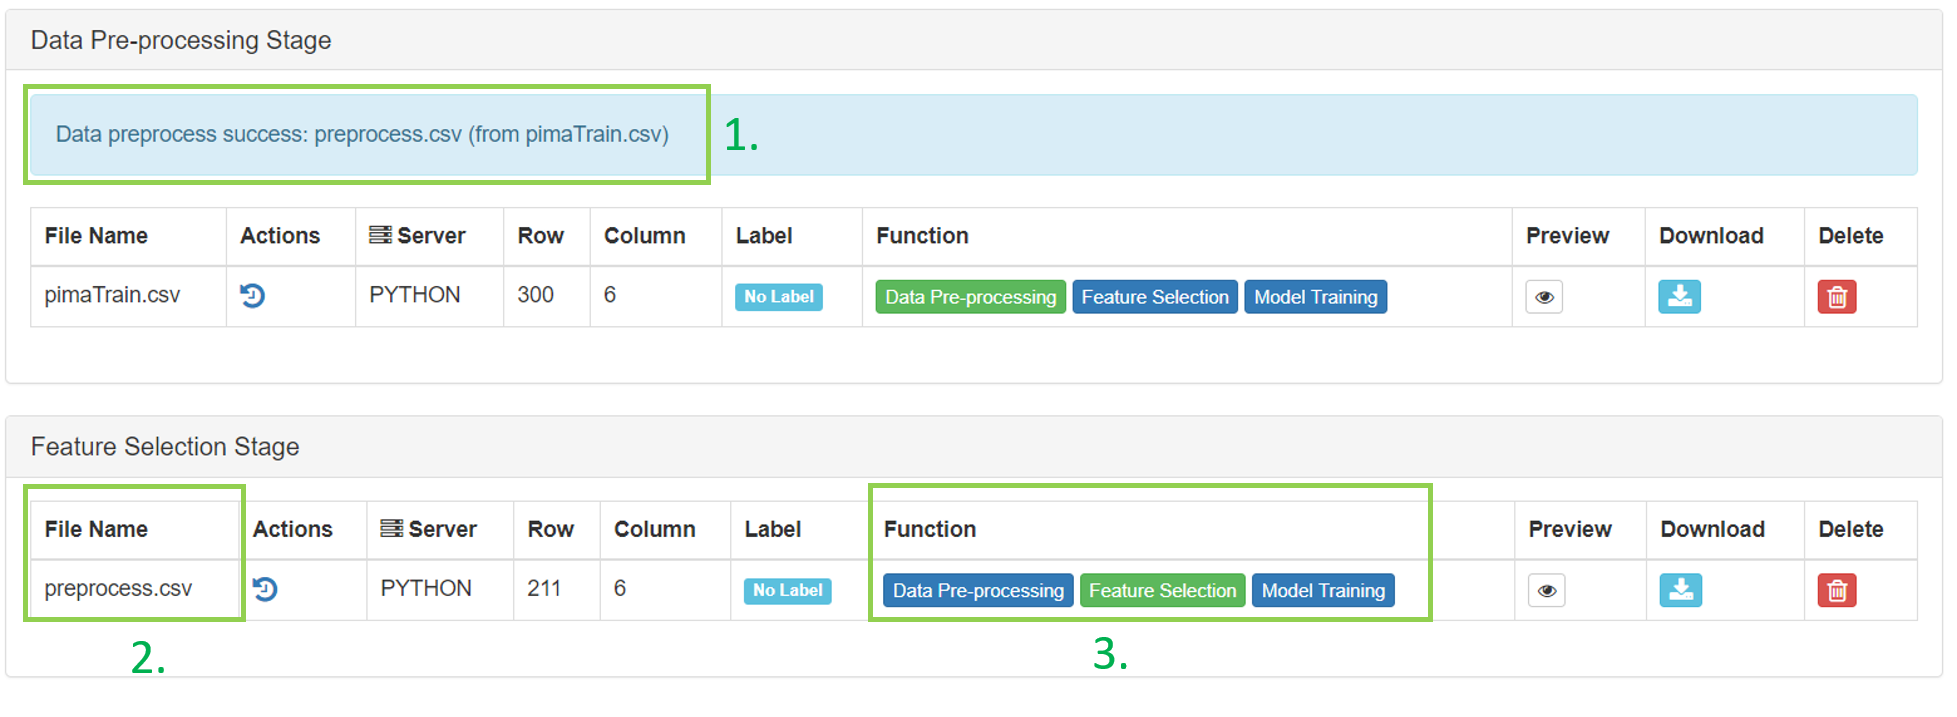 Data Pre-processing Stage
Data preprocess success: preprocess.csv (from pimaTrain.csv) 1.
File Name Actions Server Row Column Label Function Preview Download Delete
pimaTrain.csv PYTHON 300 6 No Label Data Pre-processing Feature Selection Model Training
Feature Selection Stage
File Name Actions Server Row Column Label Function Preview Download Delete
preprocess.csv PYTHON 211 6 No Label Data Pre-processing Feature Selection Model Training
2. 3.